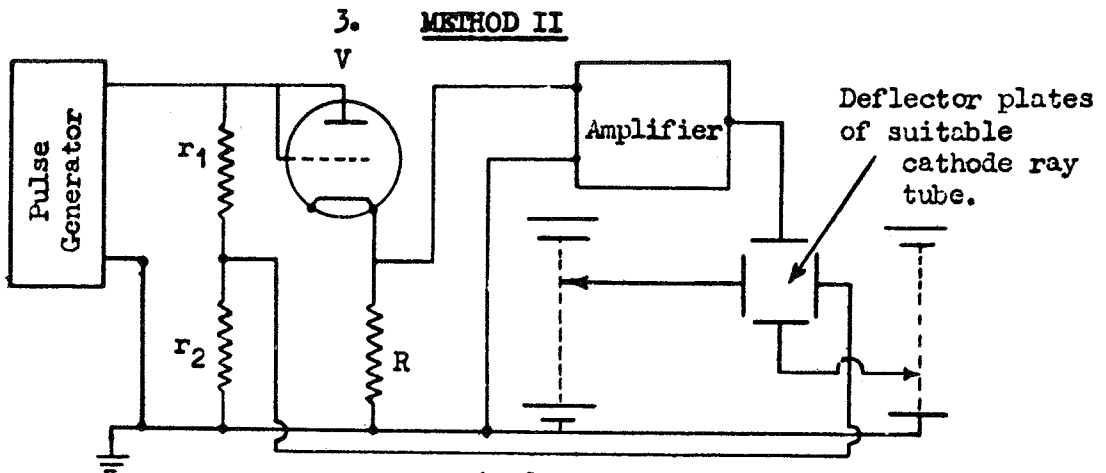 3. METHOD II
V
Pulse
Generator
r1
r2
R
Amplifier
Deflector plates
of suitable
cathode ray
tube.